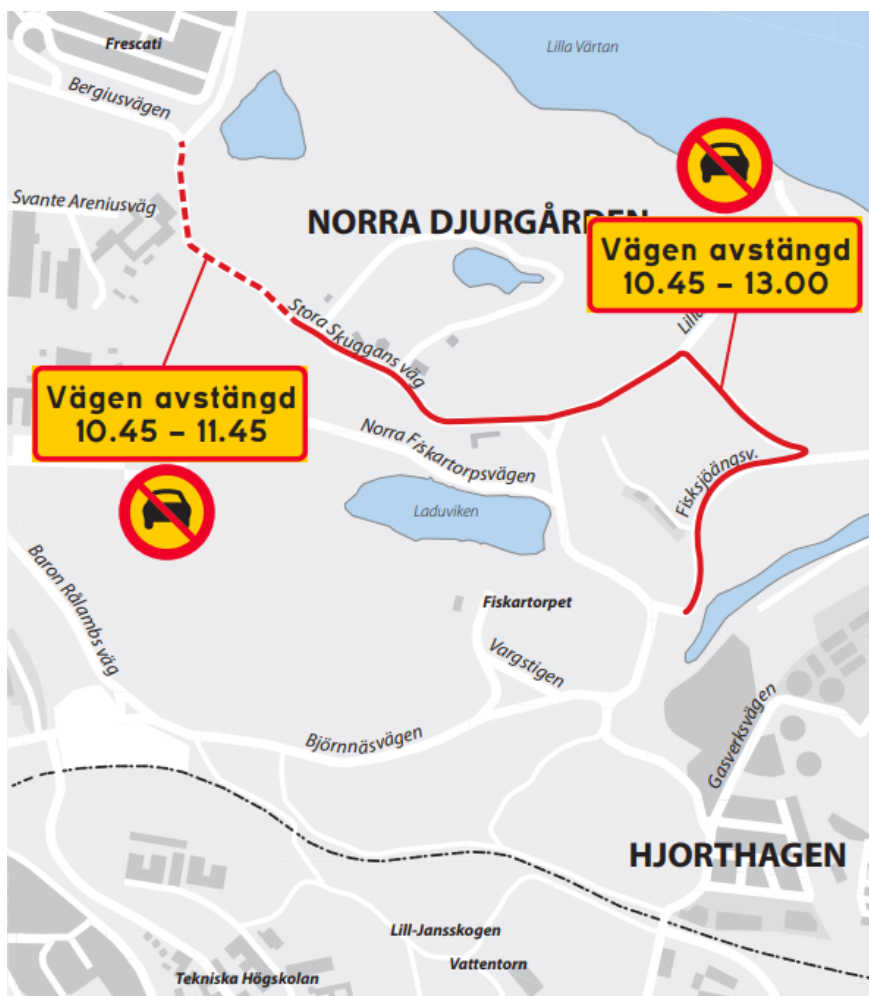 Frescati
Lilla Värtan
Bergiusvägen
Svante Areniusväg
NORRA DJURGÅRDEN
Vägen avstängd
10.45 – 13.00
Stora Skuggans väg
Vägen avstängd
10.45 – 11.45
Norra Fiskartorpsvägen
Fisksjöängsv.
Laduviken
Baron Rålambs väg
Fiskartorpet
Vargstigen
Björnnäsvägen
Gasverksvägen
HJORTHAGEN
Lill-Jansskogen
Vattentorn
Tekniska Högskolan